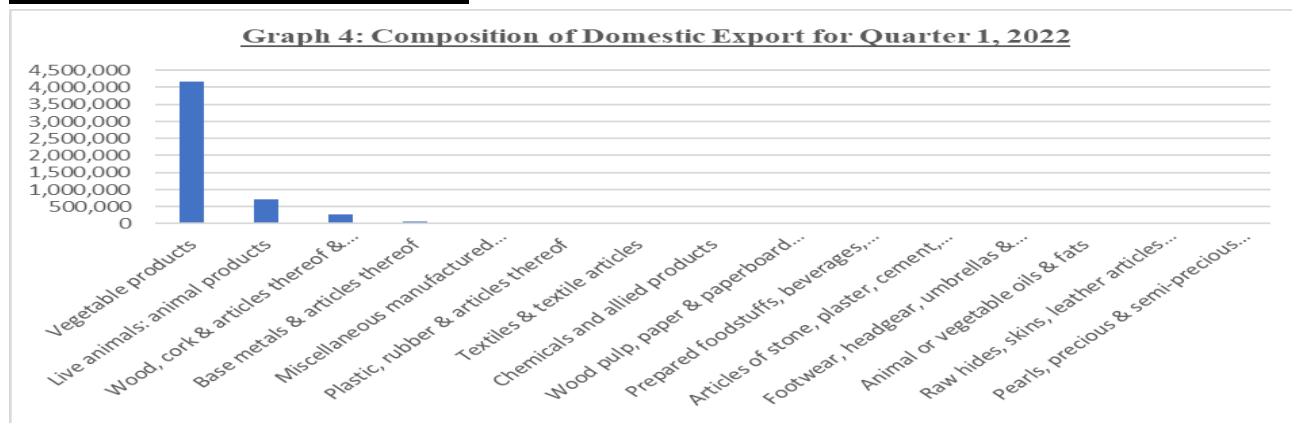 Graph 4: Composition of Domestic Export for Quarter 1, 2022
4,500,000
4,000,000
3,500,000
3,000,000
2,500,000
2,000,000
1,500,000
1,000,000
500,000
0
Vegetable products
Live animals: animal products
Wood, cork & articles thereof &...
Base metals & articles thereof
Miscellaneous manufactured...
Plastic, rubber & articles thereof
Textiles & textile articles
Chemicals and allied products
Wood pulp, paper & paperboard...
Prepared foodstuffs, beverages,...
Articles of stone, plaster, cement,...
Footwear, headgear, umbrellas &...
Animal or vegetable oils & fats
Raw hides, skins, leather articles...
Pearls, precious & semi-precious...